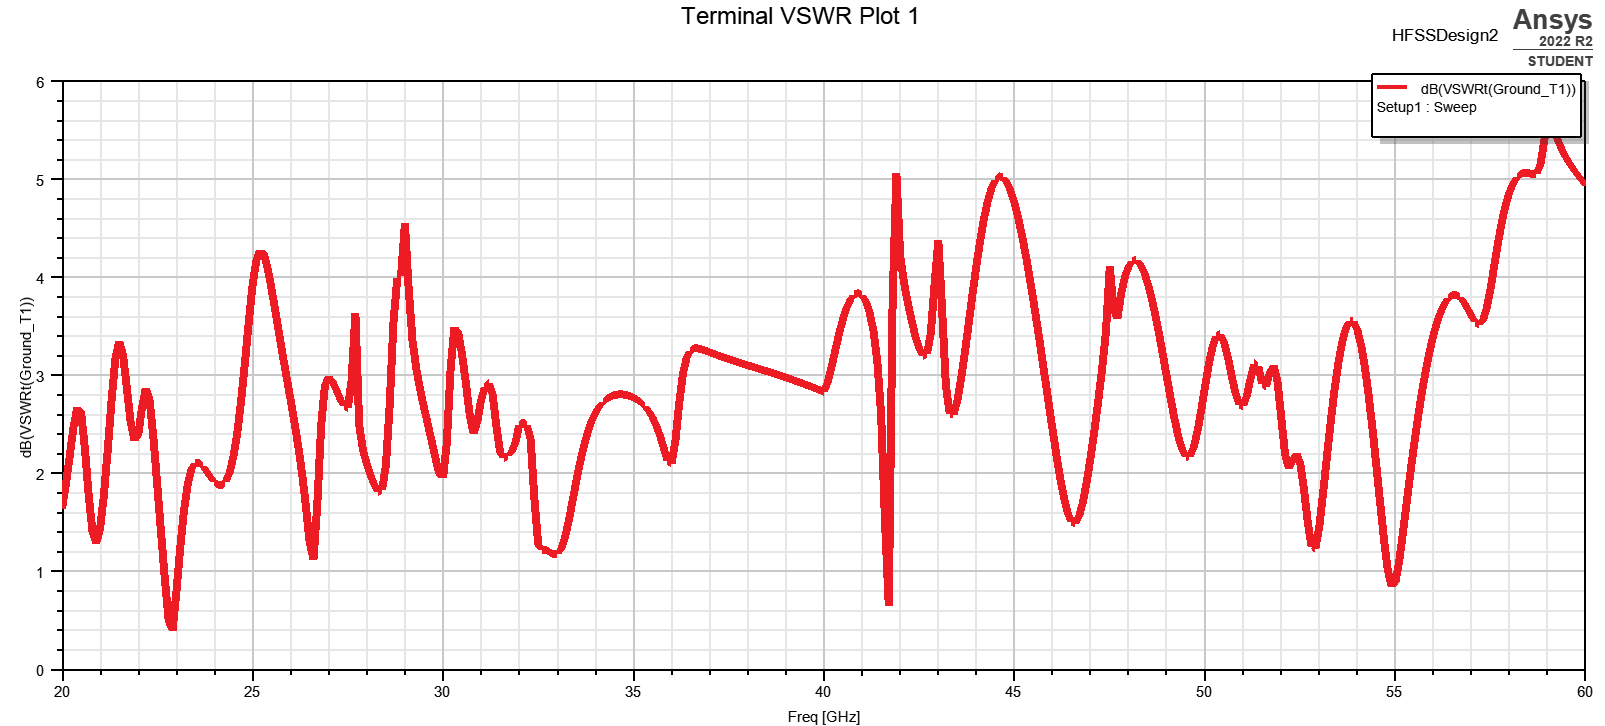 Terminal VSWR Plot 1
HFSSDesign2
Ansys
2022 R2
STUDENT
dB(VSWRt(Ground_T1))
Setup1 : Sweep
dB(VSWRt(Ground_T1))
6
5
4
3
2
1
0
20 25 30 35 40 45 50 55 60
Freq [GHz]